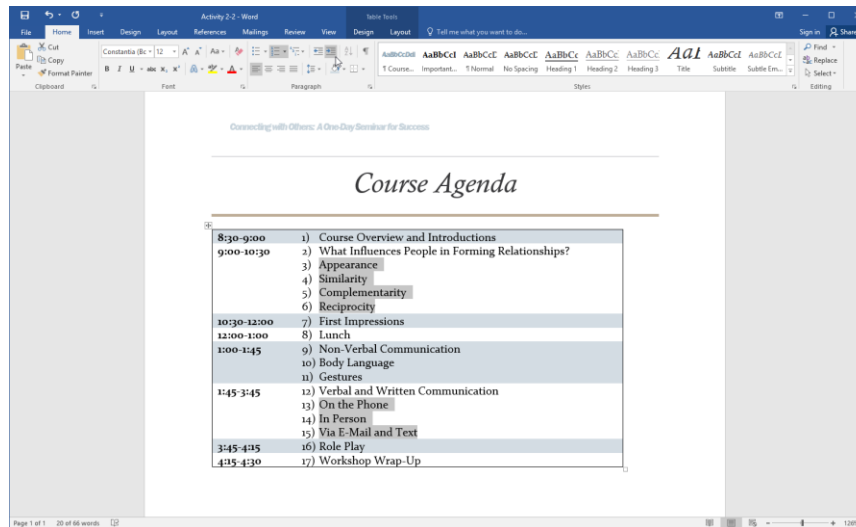 Activity 2-2 - Word
Table Tools
File Home Insert Design Layout References Mailings Review View Design Layout Tell me what you want to do... Sign in Share
Paste
Cut
Copy
Format Painter
Constantia (Bc 12
Clipboard Font Paragraph Styles Editing
AaBbCcDdI AaBbCcI AaBbCcE AaBbCcE AaBbCc AaBbCc AaBbCc AaI AaBbCcL AaBbCcL
¶ Course... Important... ¶ Normal No Spacing Heading 1 Heading 2 Heading 3 Title Subtitle Subtle Em...
Find
Replace
Select
Connecting with Others: A One-Day Seminar for Success
Course Agenda
8:30-9:00 1) Course Overview and Introductions
9:00-10:30 2) What Influences People in Forming Relationships?
3) Appearance
4) Similarity
5) Complementarity
6) Reciprocity
10:30-12:00 7) First Impressions
12:00-1:00 8) Lunch
1:00-1:45 9) Non-Verbal Communication
10) Body Language
11) Gestures
1:45-3:45 12) Verbal and Written Communication
13) On the Phone
14) In Person
15) Via E-Mail and Text
3:45-4:15 16) Role Play
4:15-4:30 17) Workshop Wrap-Up
Page 1 of 1 20 of 66 words